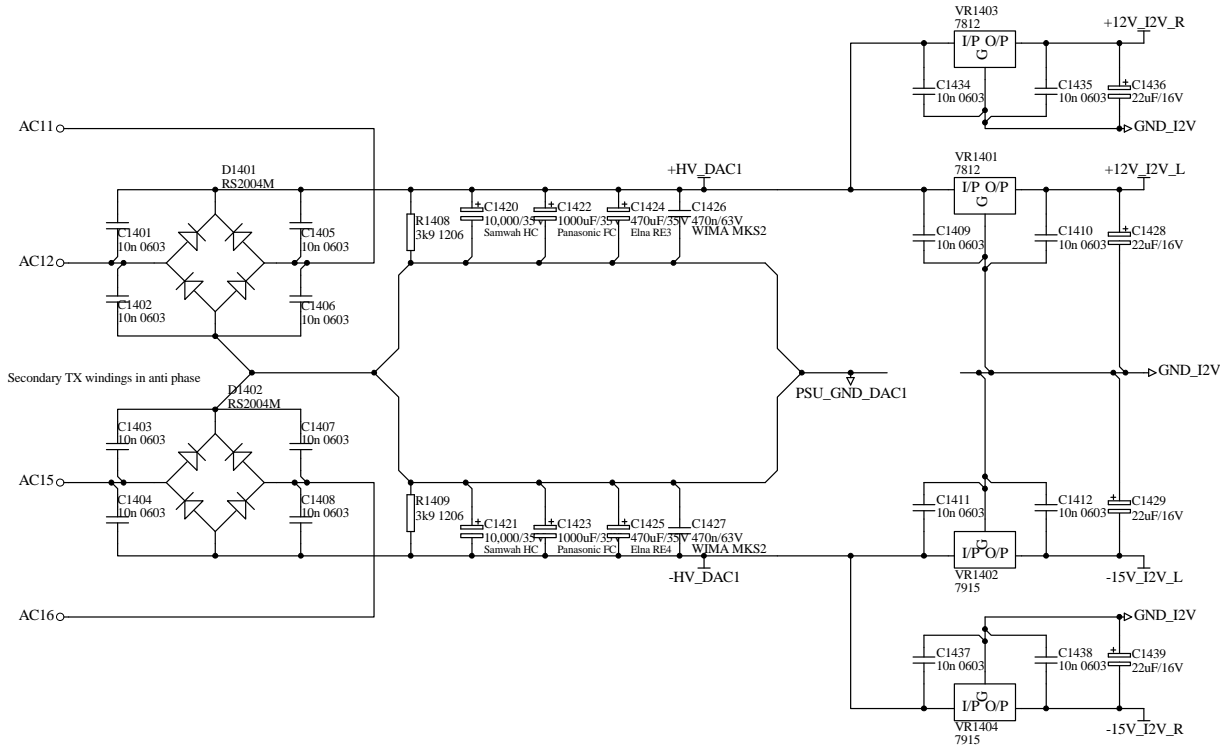 VR1403
7812
I/P O/P
G
+12V_I2V_R
C1434
10n 0603
C1435
10n 0603
C1436
22uF/16V
GND_I2V
AC11
D1401
RS2004M
+HV_DAC1
VR1401
7812
I/P O/P
G
+12V_I2V_L
C1401
10n 0603
C1405
10n 0603
R1408
3k9 1206
C1420
10,000/35V
Samwah HC
C1422
1000uF/35V
Panasonic FC
C1424
470uF/35V
Elna RE3
C1426
470n/63V
WIMA MKS2
C1409
10n 0603
C1410
10n 0603
C1428
22uF/16V
AC12
C1402
10n 0603
C1406
10n 0603
Secondary TX windings in anti phase
PSU_GND_DAC1
GND_I2V
D1402
RS2004M
C1403
10n 0603
C1407
10n 0603
AC15
C1404
10n 0603
C1408
10n 0603
R1409
3k9 1206
C1421
10,000/35V
Samwah HC
C1423
1000uF/35V
Panasonic FC
C1425
470uF/35V
Elna RE4
C1427
470n/63V
WIMA MKS2
C1411
10n 0603
C1412
10n 0603
C1429
22uF/16V
G
I/P O/P
VR1402
7915
-HV_DAC1
-15V_I2V_L
AC16
GND_I2V
C1437
10n 0603
C1438
10n 0603
C1439
22uF/16V
G
I/P O/P
VR1404
7915
-15V_I2V_R